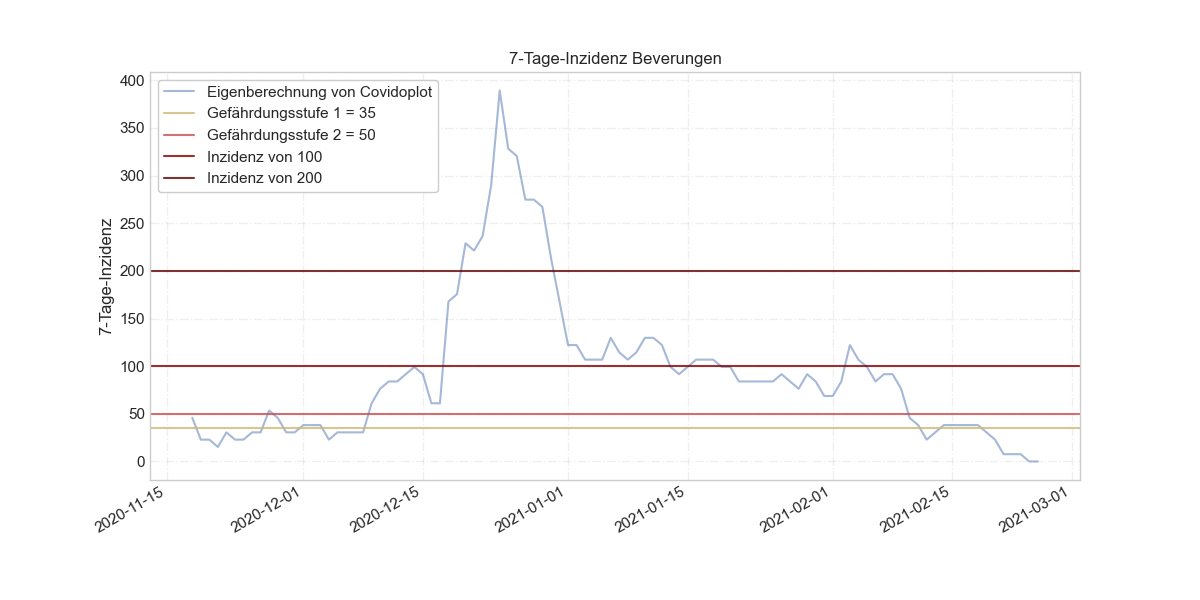 7-Tage-Inzidenz Beverungen
Eigenberechnung von Covidoplot
Gefährdungsstufe 1 = 35
Gefährdungsstufe 2 = 50
Inzidenz von 100
Inzidenz von 200
7-Tage-Inzidenz
400
350
300
250
200
150
100
50
0
2020-11-15
2020-12-01
2020-12-15
2021-01-01
2021-01-15
2021-02-01
2021-02-15
2021-03-01